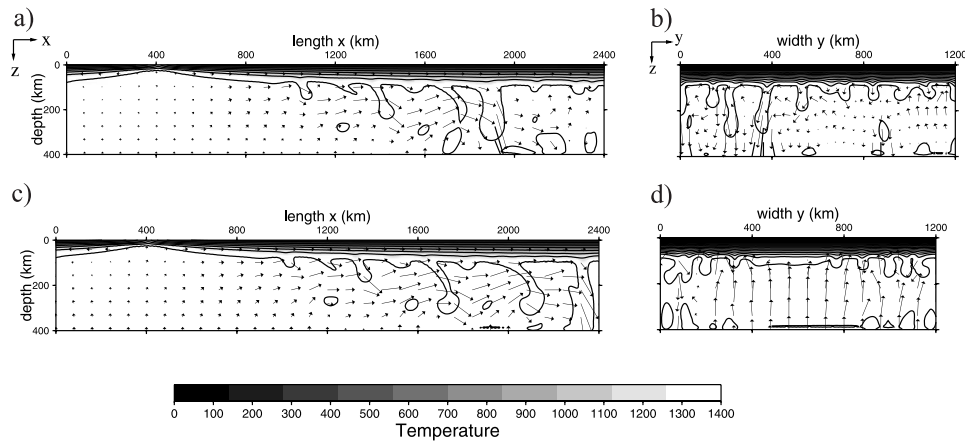 a)
b)
x
z
length x (km)
0 400 800 1200 1600 2000 2400
depth (km)
0
200
400
y
z
width y (km)
0 400 800 1200
c)
d)
length x (km)
0 400 800 1200 1600 2000 2400
depth (km)
0
200
400
width y (km)
0 400 800 1200
0 100 200 300 400 500 600 700 800 900 1000 1100 1200 1300 1400
Temperature